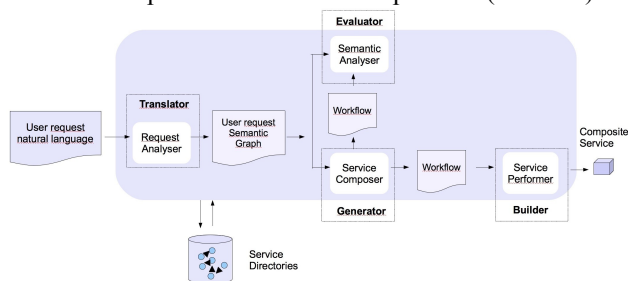 Evaluator
Semantic
Analyser
Translator
User request
natural language
Request
Analyser
User request
Semantic
Graph
Workflow
Service
Composer
Generator
Workflow
Service
Performer
Builder
Composite
Service
Service
Directories